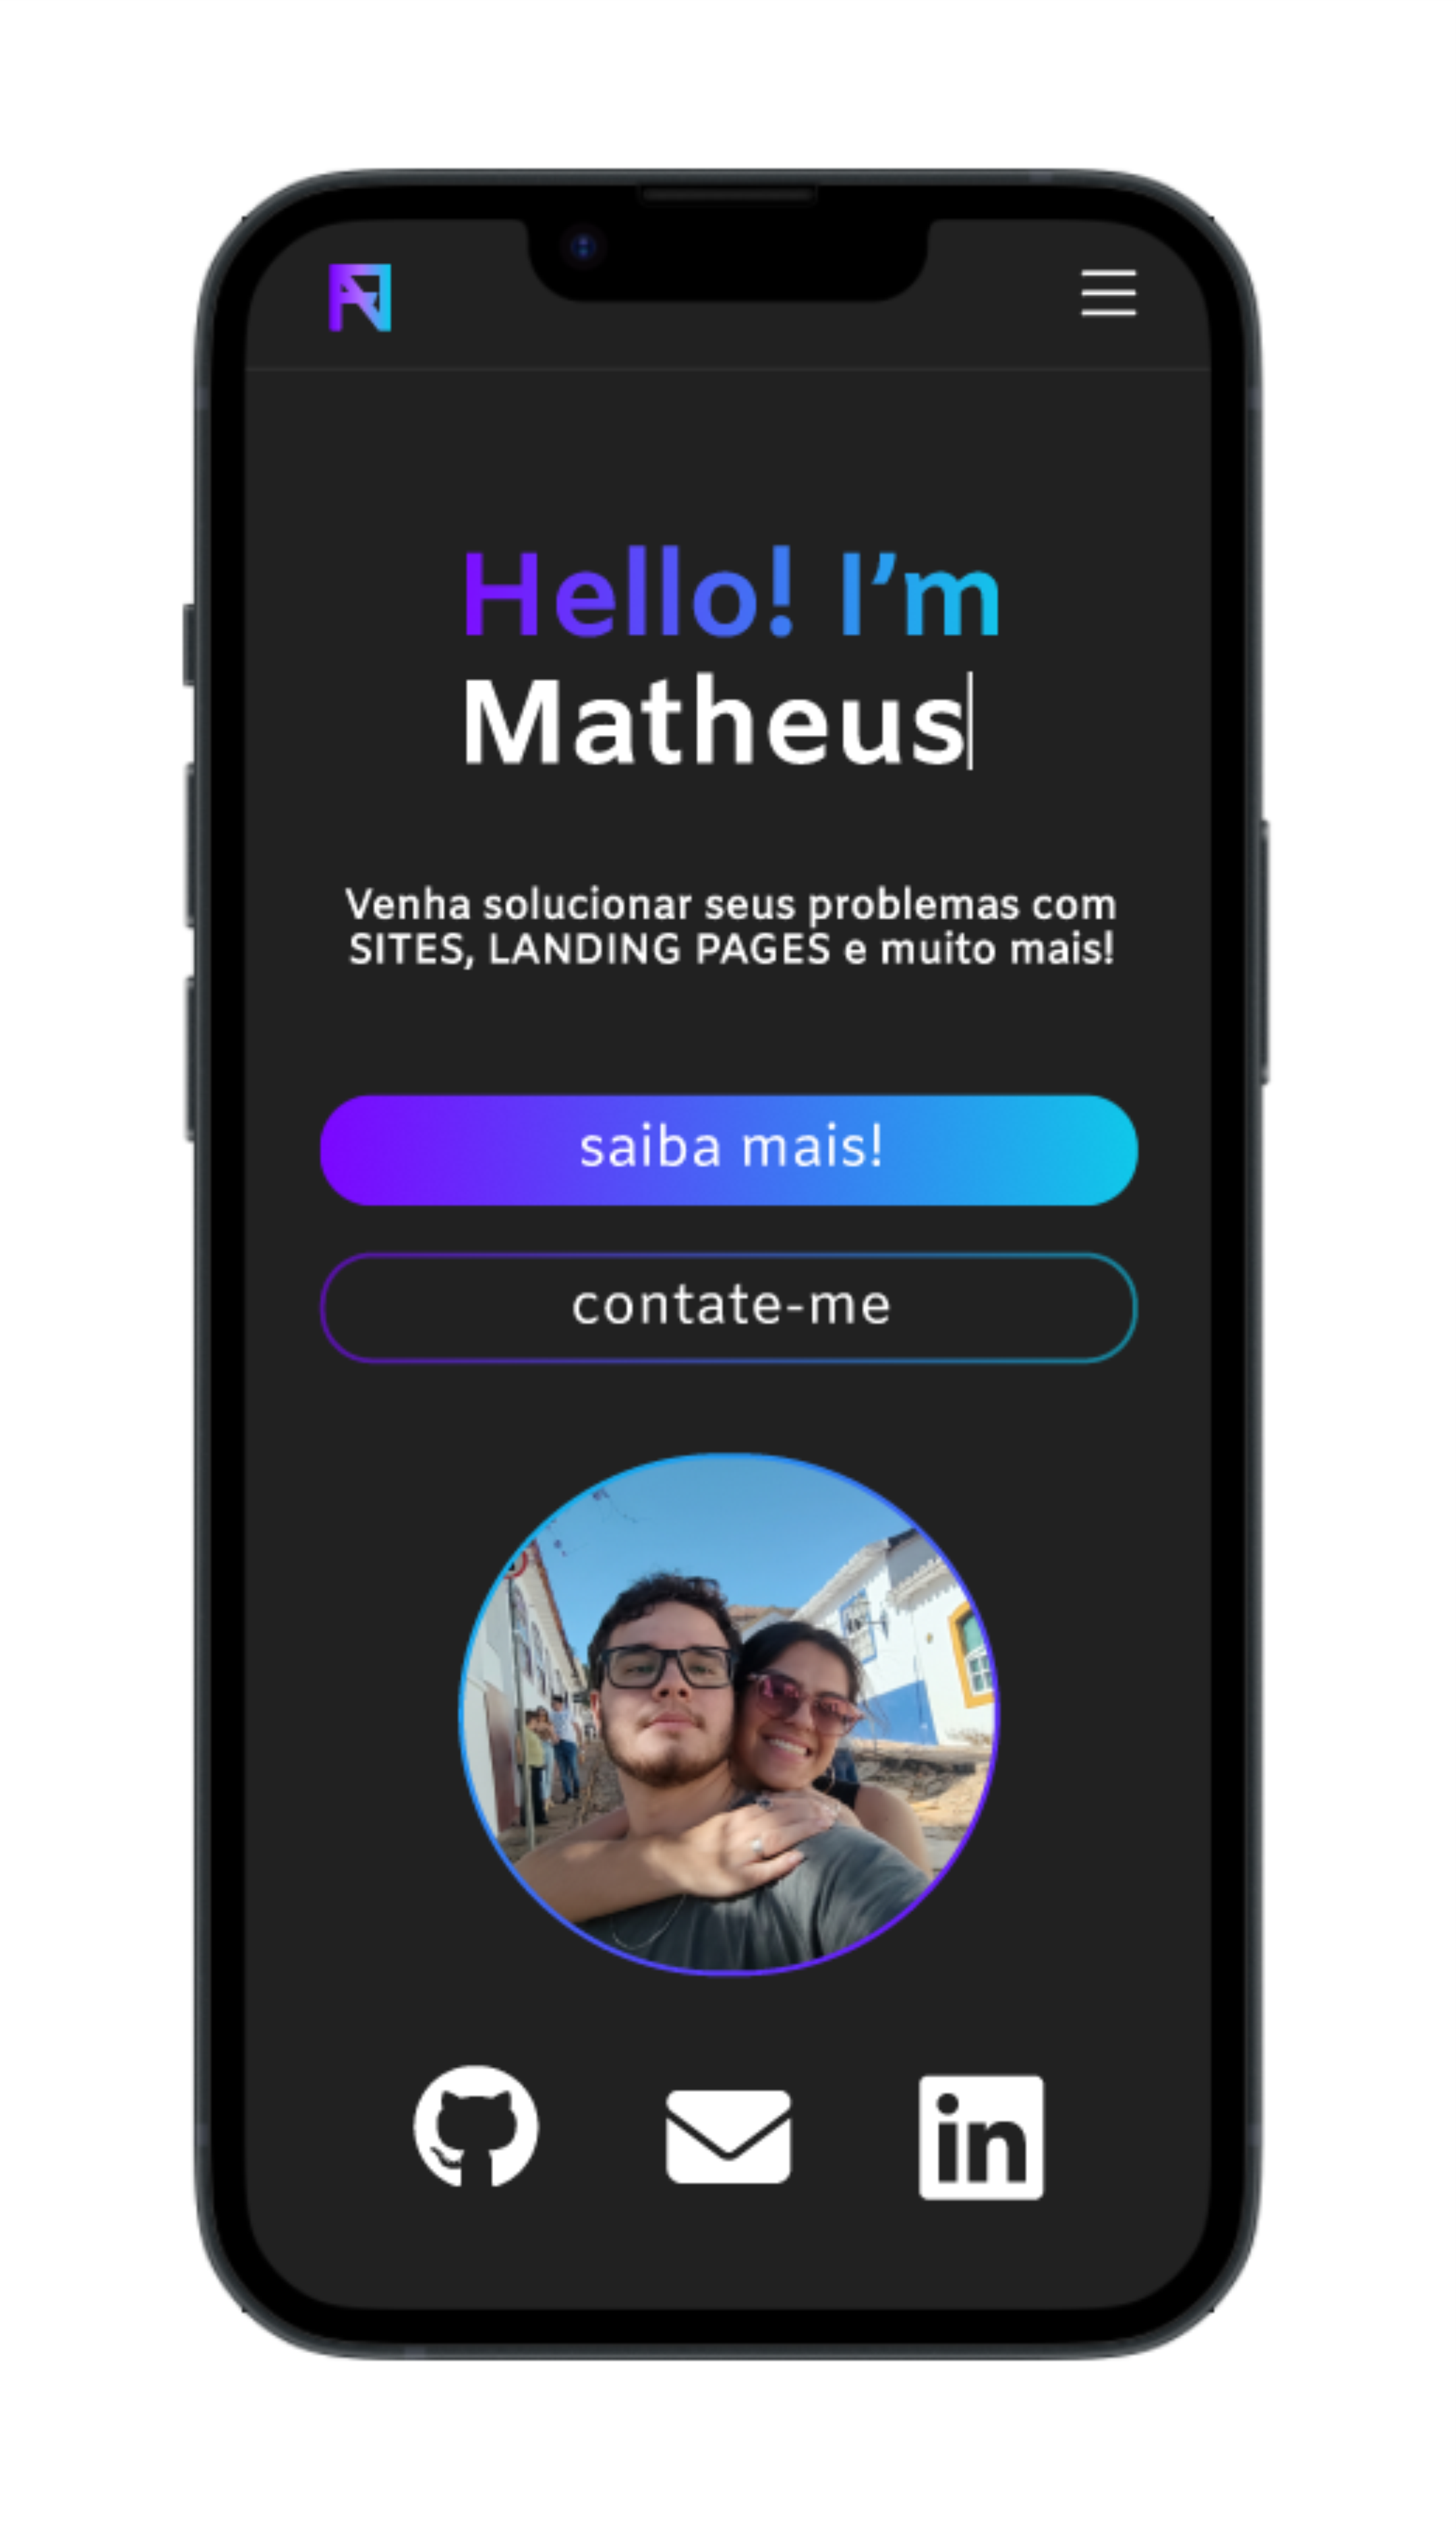 Hello! I’m
Matheus
Venha solucionar seus problemas com
SITES, LANDING PAGES e muito mais!
saiba mais!
contate-me
in